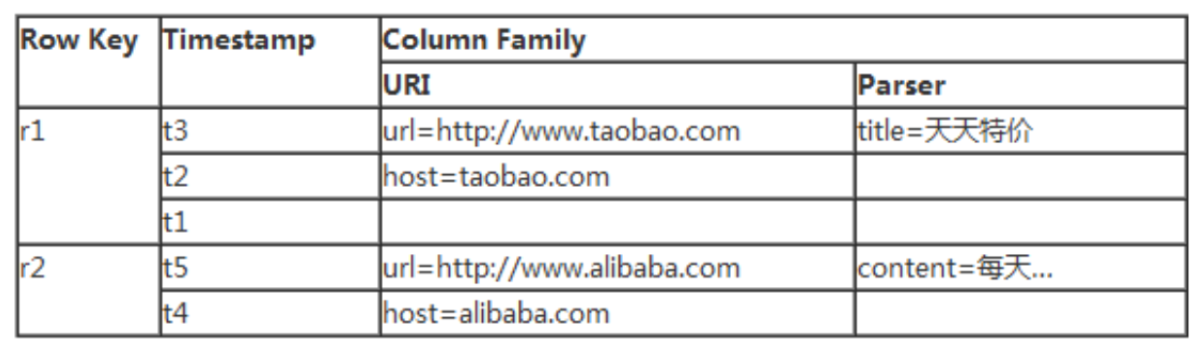 Row Key Timestamp Column Family
URI Parser
r1 t3 url=http://www.taobao.com title=天天特价
t2 host=taobao.com
t1
r2 t5 url=http://www.alibaba.com content=每天...
t4 host=alibaba.com